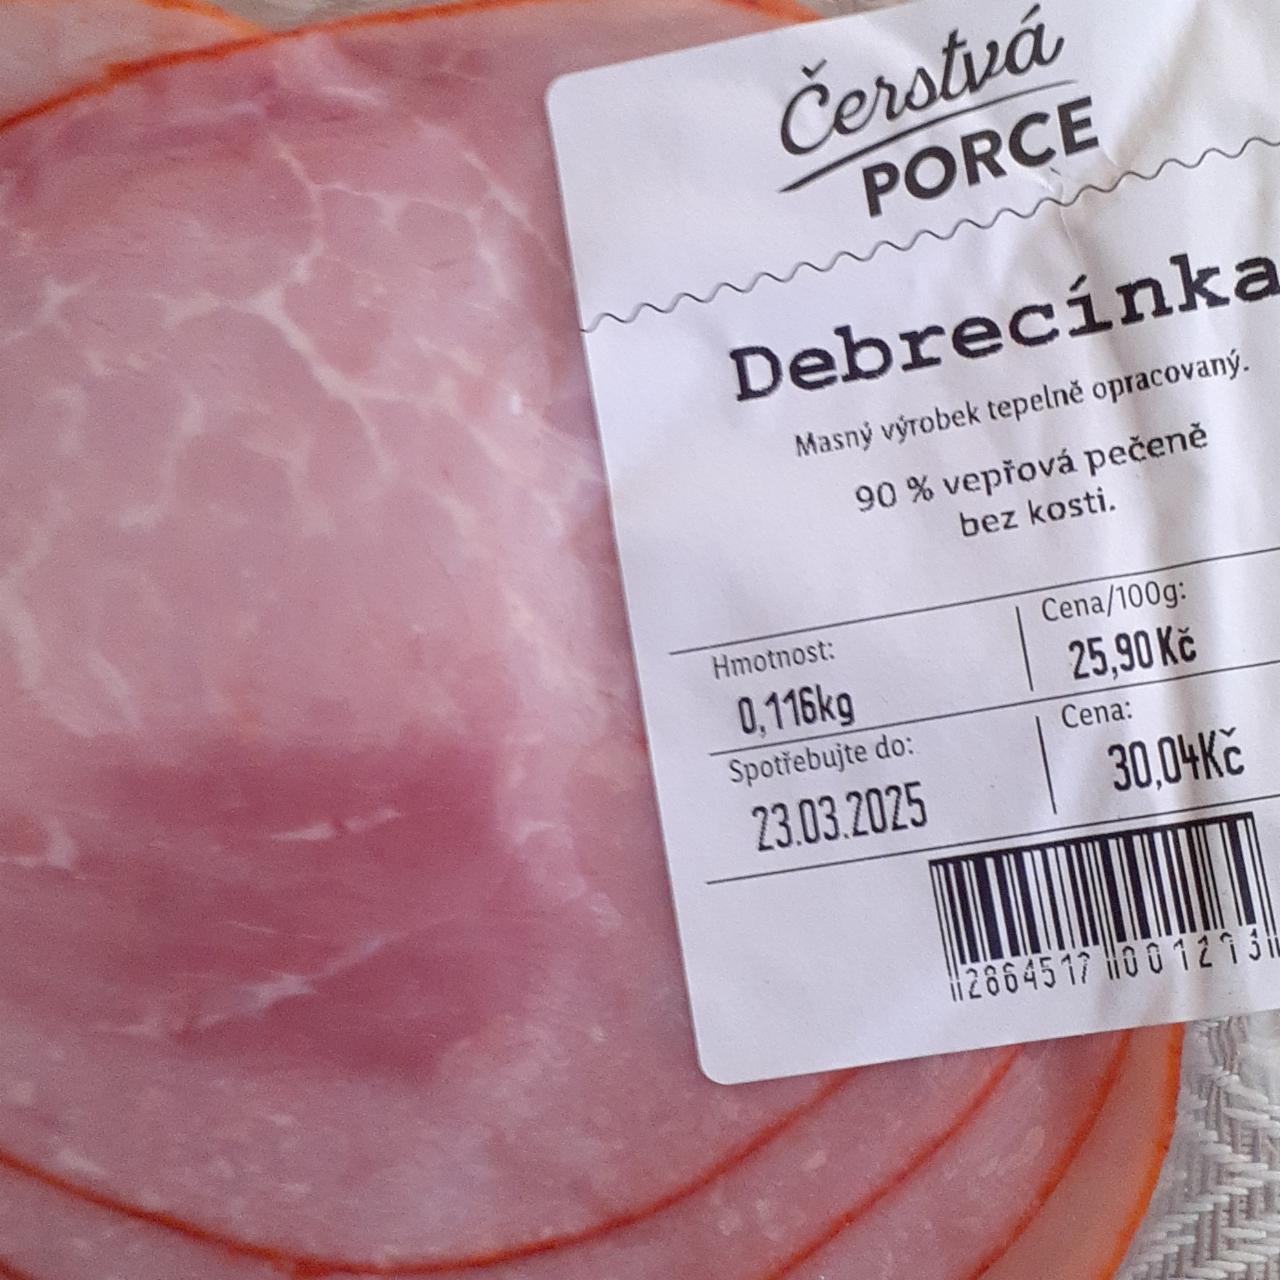 Čerstvá
PORCE
Debrecínka
Masný výrobek tepelně opracovaný.
90 % vepřová pečeně
bez kosti.
Hmotnost:
0,116kg
Cena/100g:
25,90 Kč
Spotřebujte do:
23.03.2025
Cena:
30,04Kč
2864517